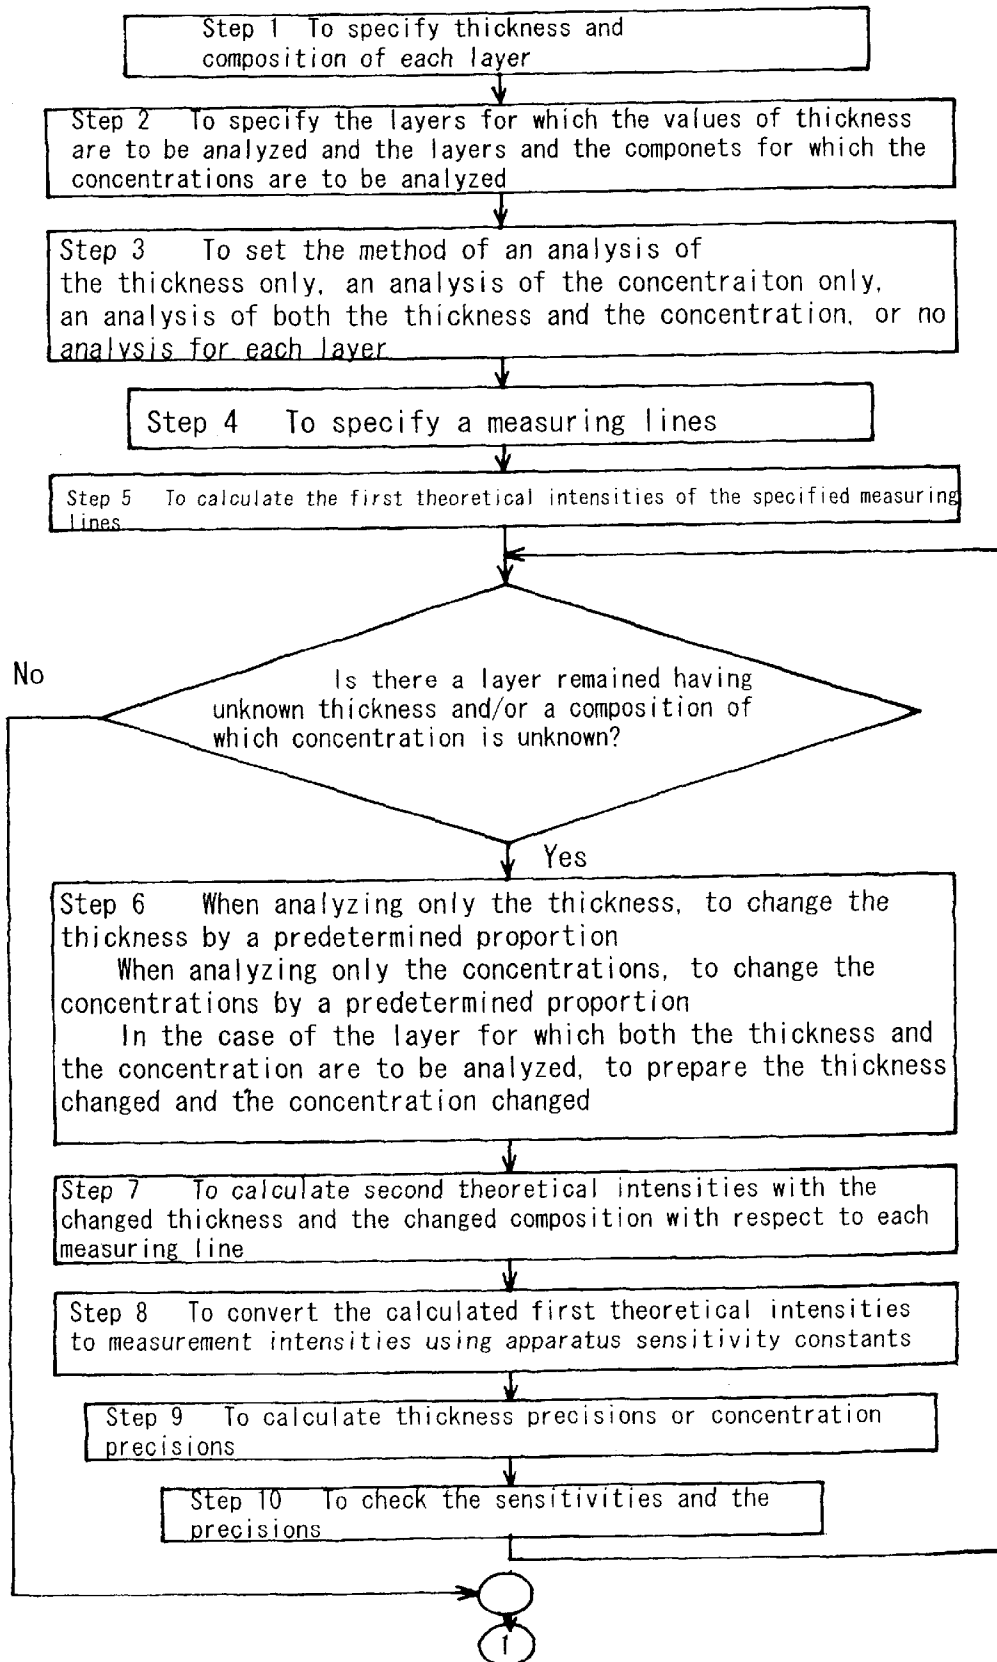 Step 1 To specify thickness and
composition of each layer
Step 2 To specify the layers for which the values of thickness
are to be analyzed and the layers and the componets for which the
concentrations are to be analyzed
Step 3 To set the method of an analysis of
the thickness only, an analysis of the concentraiton only,
an analysis of both the thickness and the concentration, or no
analysis for each layer
Step 4 To specify a measuring lines
Step 5 To calculate the first theoretical intensities of the specified measuring
lines
No
Is there a layer remained having
unknown thickness and/or a composition of
which concentration is unknown?
Yes
Step 6 When analyzing only the thickness, to change the
thickness by a predetermined proportion
When analyzing only the concentrations, to change the
concentrations by a predetermined proportion
In the case of the layer for which both the thickness and
the concentration are to be analyzed, to prepare the thickness
changed and the concentration changed
Step 7 To calculate second theoretical intensities with the
changed thickness and the changed composition with respect to each
measuring line
Step 8 To convert the calculated first theoretical intensities
to measurement intensities using apparatus sensitivity constants
Step 9 To calculate thickness precisions or concentration
precisions
Step 10 To check the sensitivities and the
precisions
1